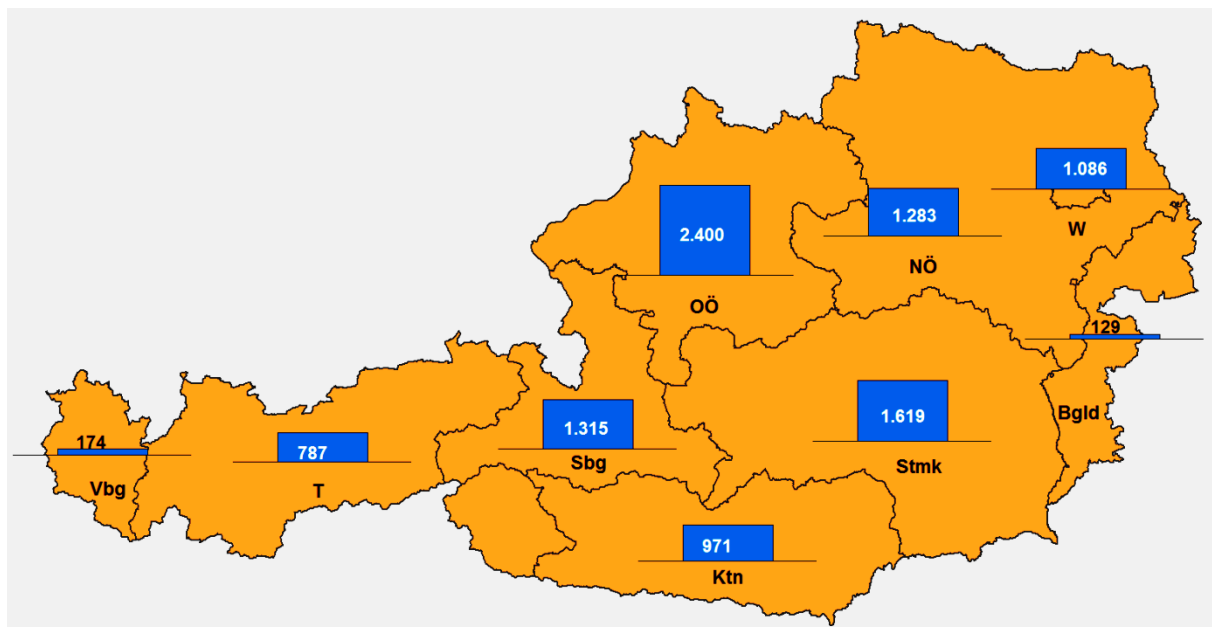 1.086
W
1.283
NÖ
2.400
OÖ
129
Bgld
1.619
Stmk
1.315
Sbg
787
T
174
Vbg
971
Ktn